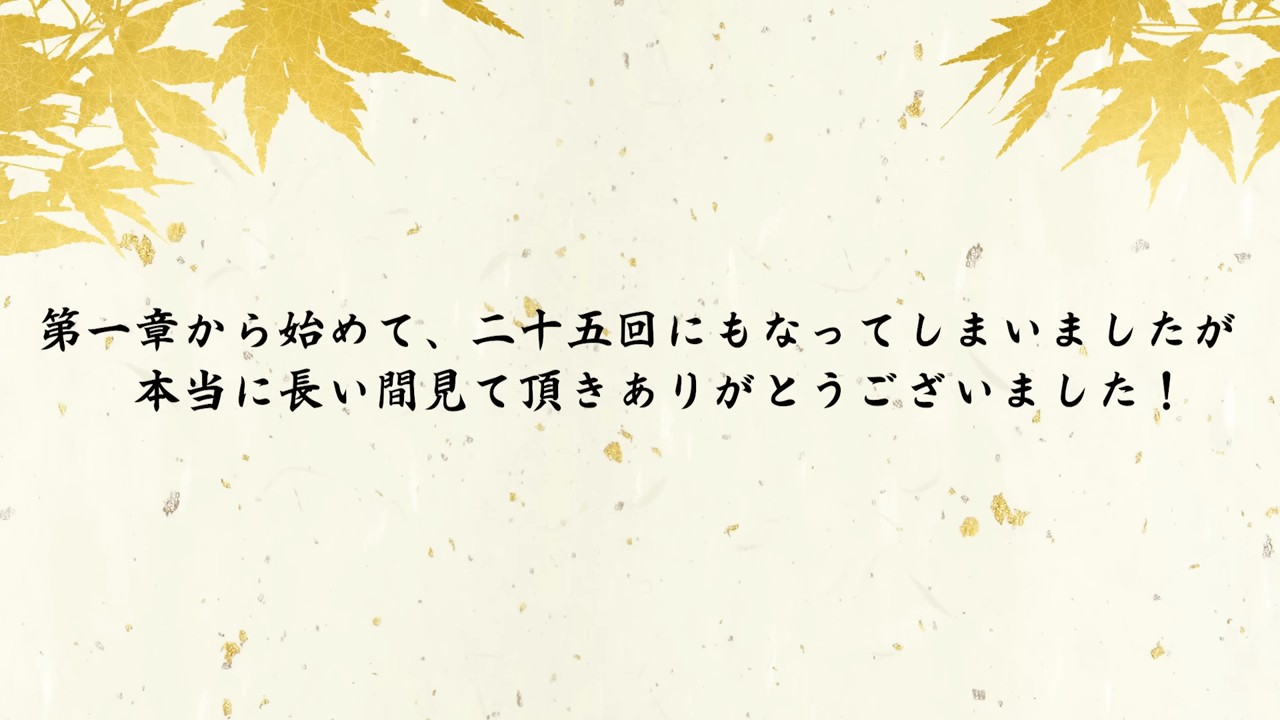 第一章から始めて、二十五回にもなってしまいましたが
本当に長い間見て頂きありがとうございました！